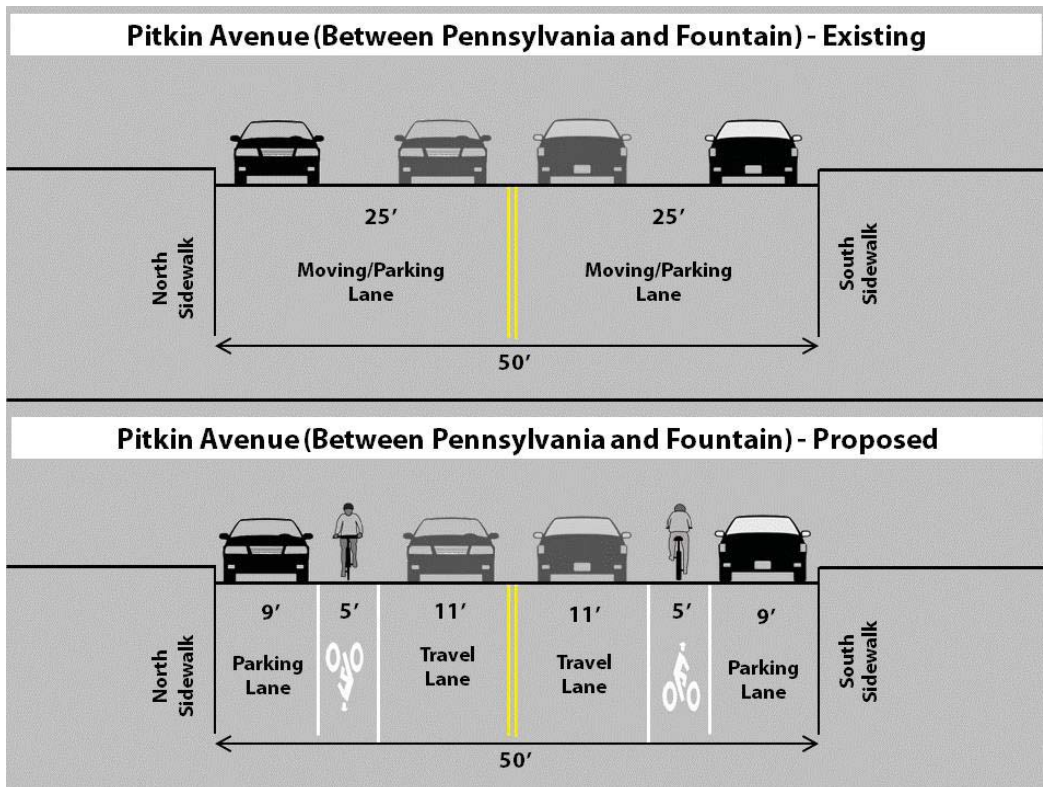 Pitkin Avenue (Between Pennsylvania and Fountain) - Existing
25’
25’
Moving/Parking
Lane
Moving/Parking
Lane
North
Sidewalk
South
Sidewalk
50’
Pitkin Avenue (Between Pennsylvania and Fountain) - Proposed
9’
5’
11’
11’
5’
9’
Parking
Lane
Travel
Lane
Travel
Lane
Parking
Lane
North
Sidewalk
South
Sidewalk
50’